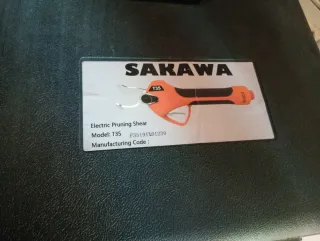 SAKAWA
T35
Electric Pruning Shear
Model: T35
Manufacturing Code :